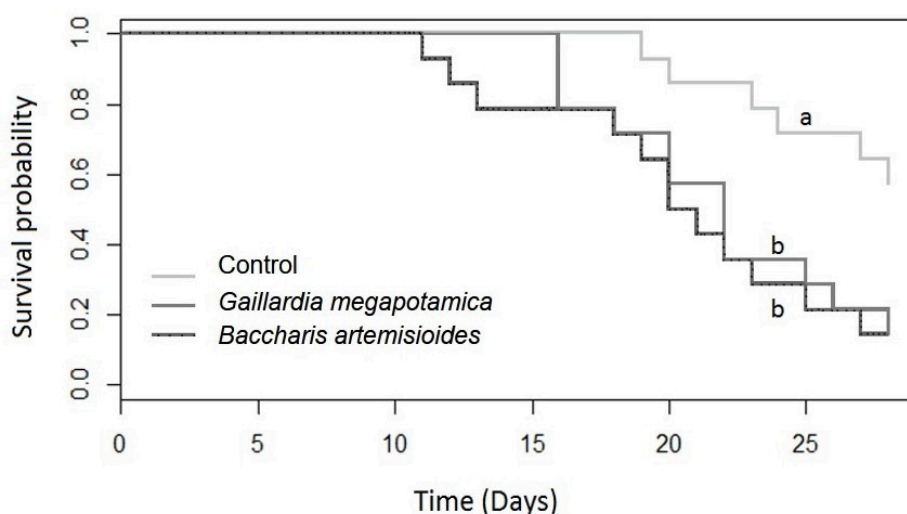 Survival probability
1.0
0.8
0.6
0.4
0.2
0.0
a
b
b
Control
Gaillardia megapotamica
Baccharis artemisioides
0 5 10 15 20 25
Time (Days)